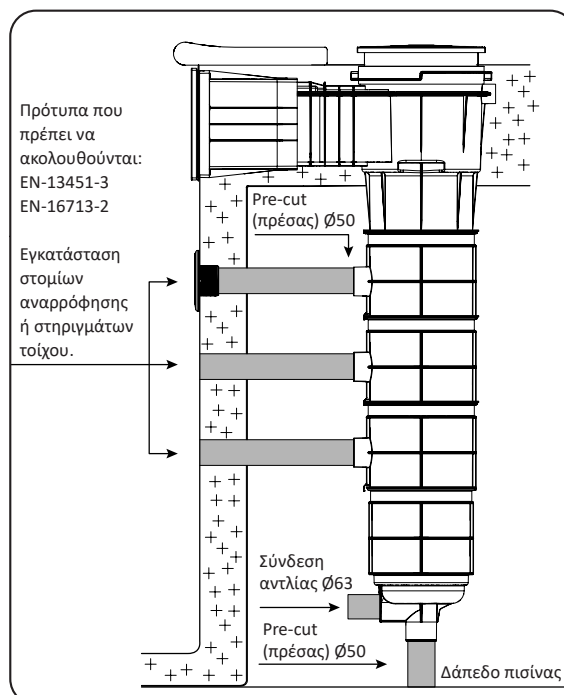 Πρότυπα που
πρέπει να
ακολουθούνται:
EN-13451-3
EN-16713-2
Εγκατάσταση
στομίων
αναρρόφησης
ή στηριγμάτων
τοίχου.
Pre-cut
(πρέσας) Ø50
Σύνδεση
αντλίας Ø63
Pre-cut
(πρέσας) Ø50
Δάπεδο πισίνας